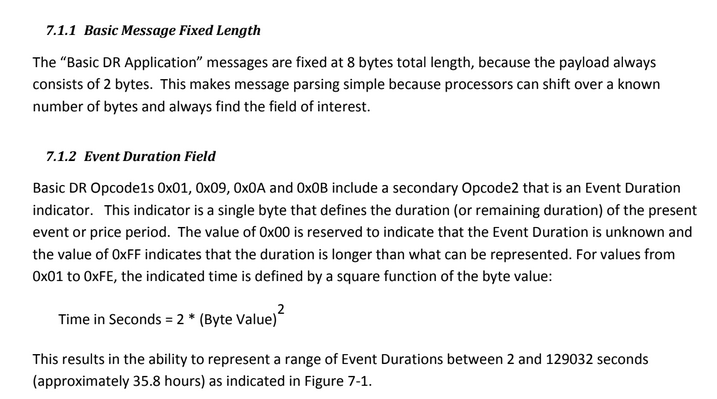 7.1.1 Basic Message Fixed Length
The “Basic DR Application” messages are fixed at 8 bytes total length, because the payload always
consists of 2 bytes. This makes message parsing simple because processors can shift over a known
number of bytes and always find the field of interest.
7.1.2 Event Duration Field
Basic DR Opcode1s 0x01, 0x09, 0x0A and 0x0B include a secondary Opcode2 that is an Event Duration
indicator. This indicator is a single byte that defines the duration (or remaining duration) of the present
event or price period. The value of 0x00 is reserved to indicate that the Event Duration is unknown and
the value of 0xFF indicates that the duration is longer than what can be represented. For values from
0x01 to 0xFE, the indicated time is defined by a square function of the byte value:
Time in Seconds = 2 * (Byte Value)²
This results in the ability to represent a range of Event Durations between 2 and 129032 seconds
(approximately 35.8 hours) as indicated in Figure 7-1.